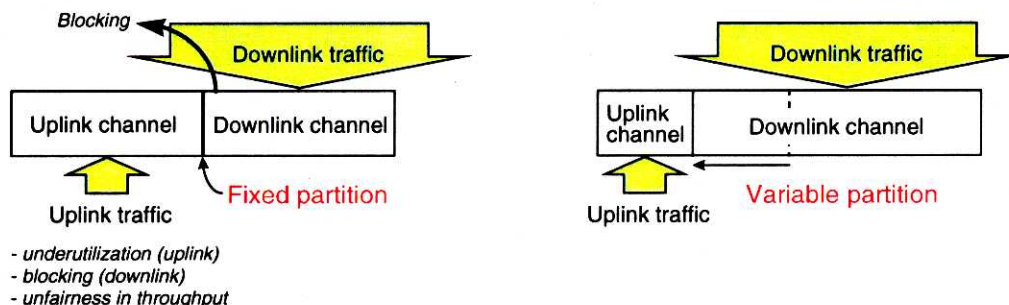 Blocking
Downlink traffic
Uplink channel
Downlink channel
Fixed partition
Uplink traffic
- underutilization (uplink)
- blocking (downlink)
- unfairness in throughput
Downlink traffic
Uplink
channel
Downlink channel
Variable partition
Uplink traffic